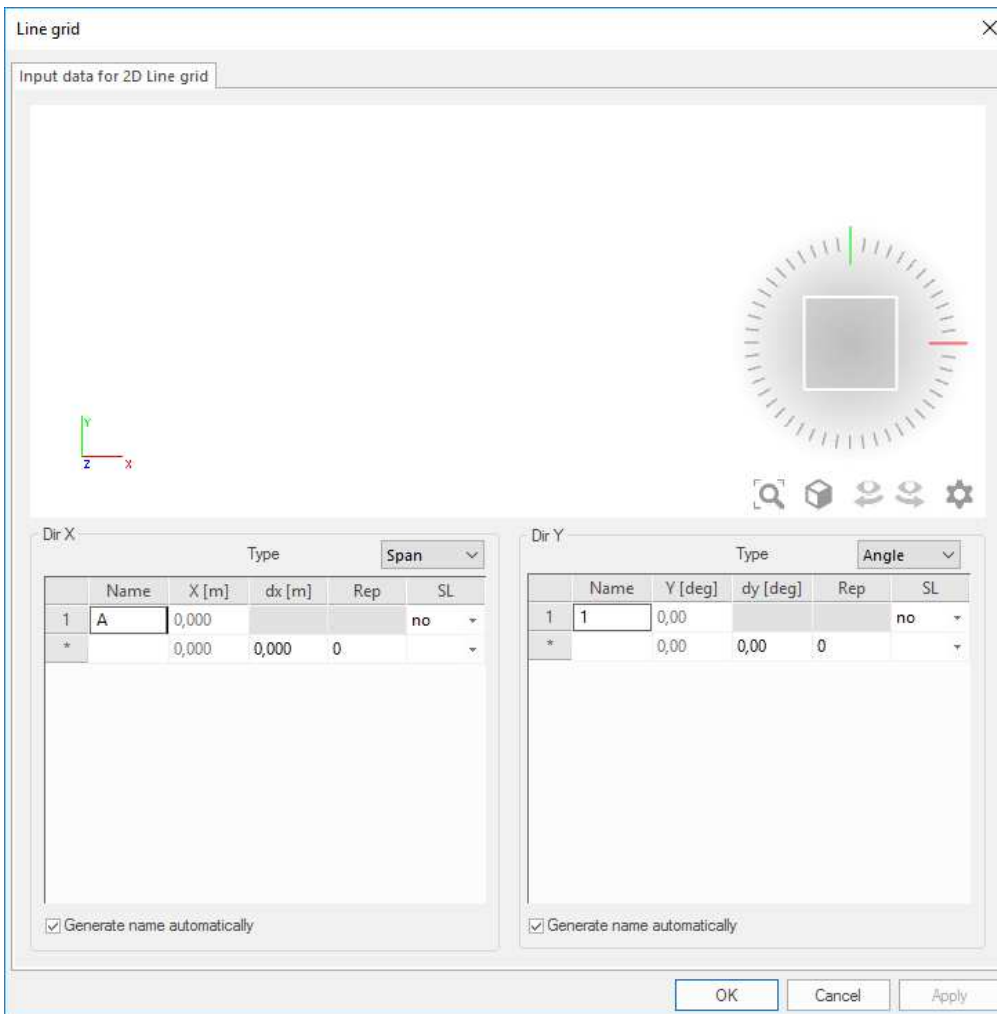 Line grid
Input data for 2D Line grid
Y
Z X
Dir X
Type Span
Name X [m] dx [m] Rep SL
1 A 0,000 no
* 0,000 0,000 0
Generate name automatically
Dir Y
Type Angle
Name Y [deg] dy [deg] Rep SL
1 1 0,00 no
* 0,00 0,00 0
Generate name automatically
OK Cancel Apply